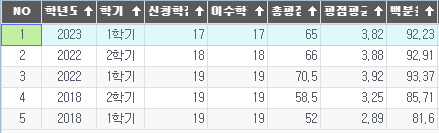 NO 학년도 학기 신청학 이수학 총평점 평점평균 백분율
1 2023 1학기 17 17 65 3,82 92,23
2 2022 2학기 18 18 66 3,88 92,91
3 2022 1학기 19 19 70,5 3,92 93,37
4 2018 2학기 19 19 58,5 3,25 85,71
5 2018 1학기 19 19 52 2,89 81,6